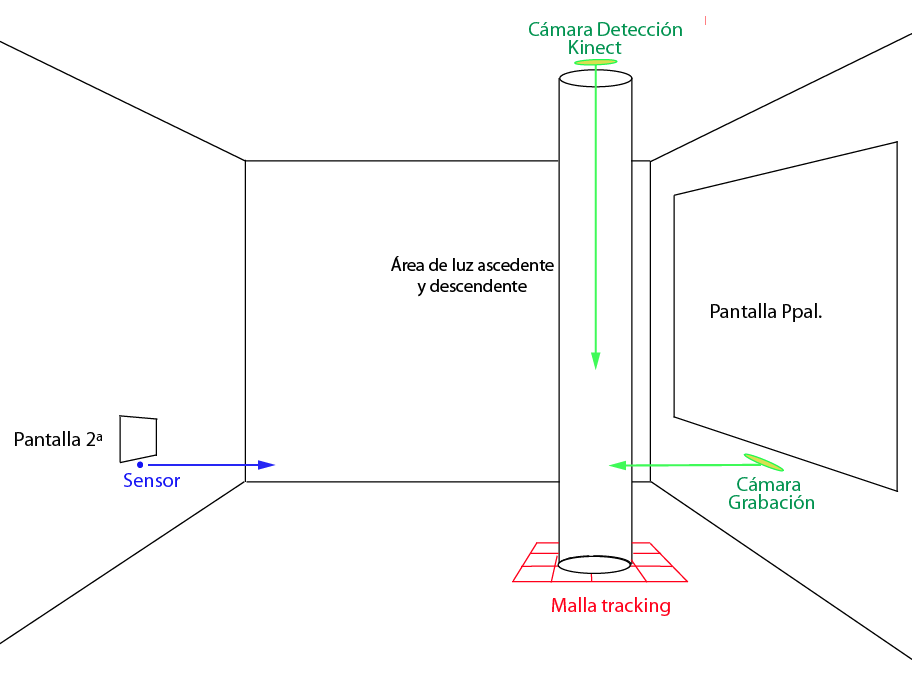 Cámara Detección
Kinect
Área de luz ascedente
y descendente
Pantalla Ppal.
Pantalla 2ª
Sensor
Cámara
Grabación
Malla tracking